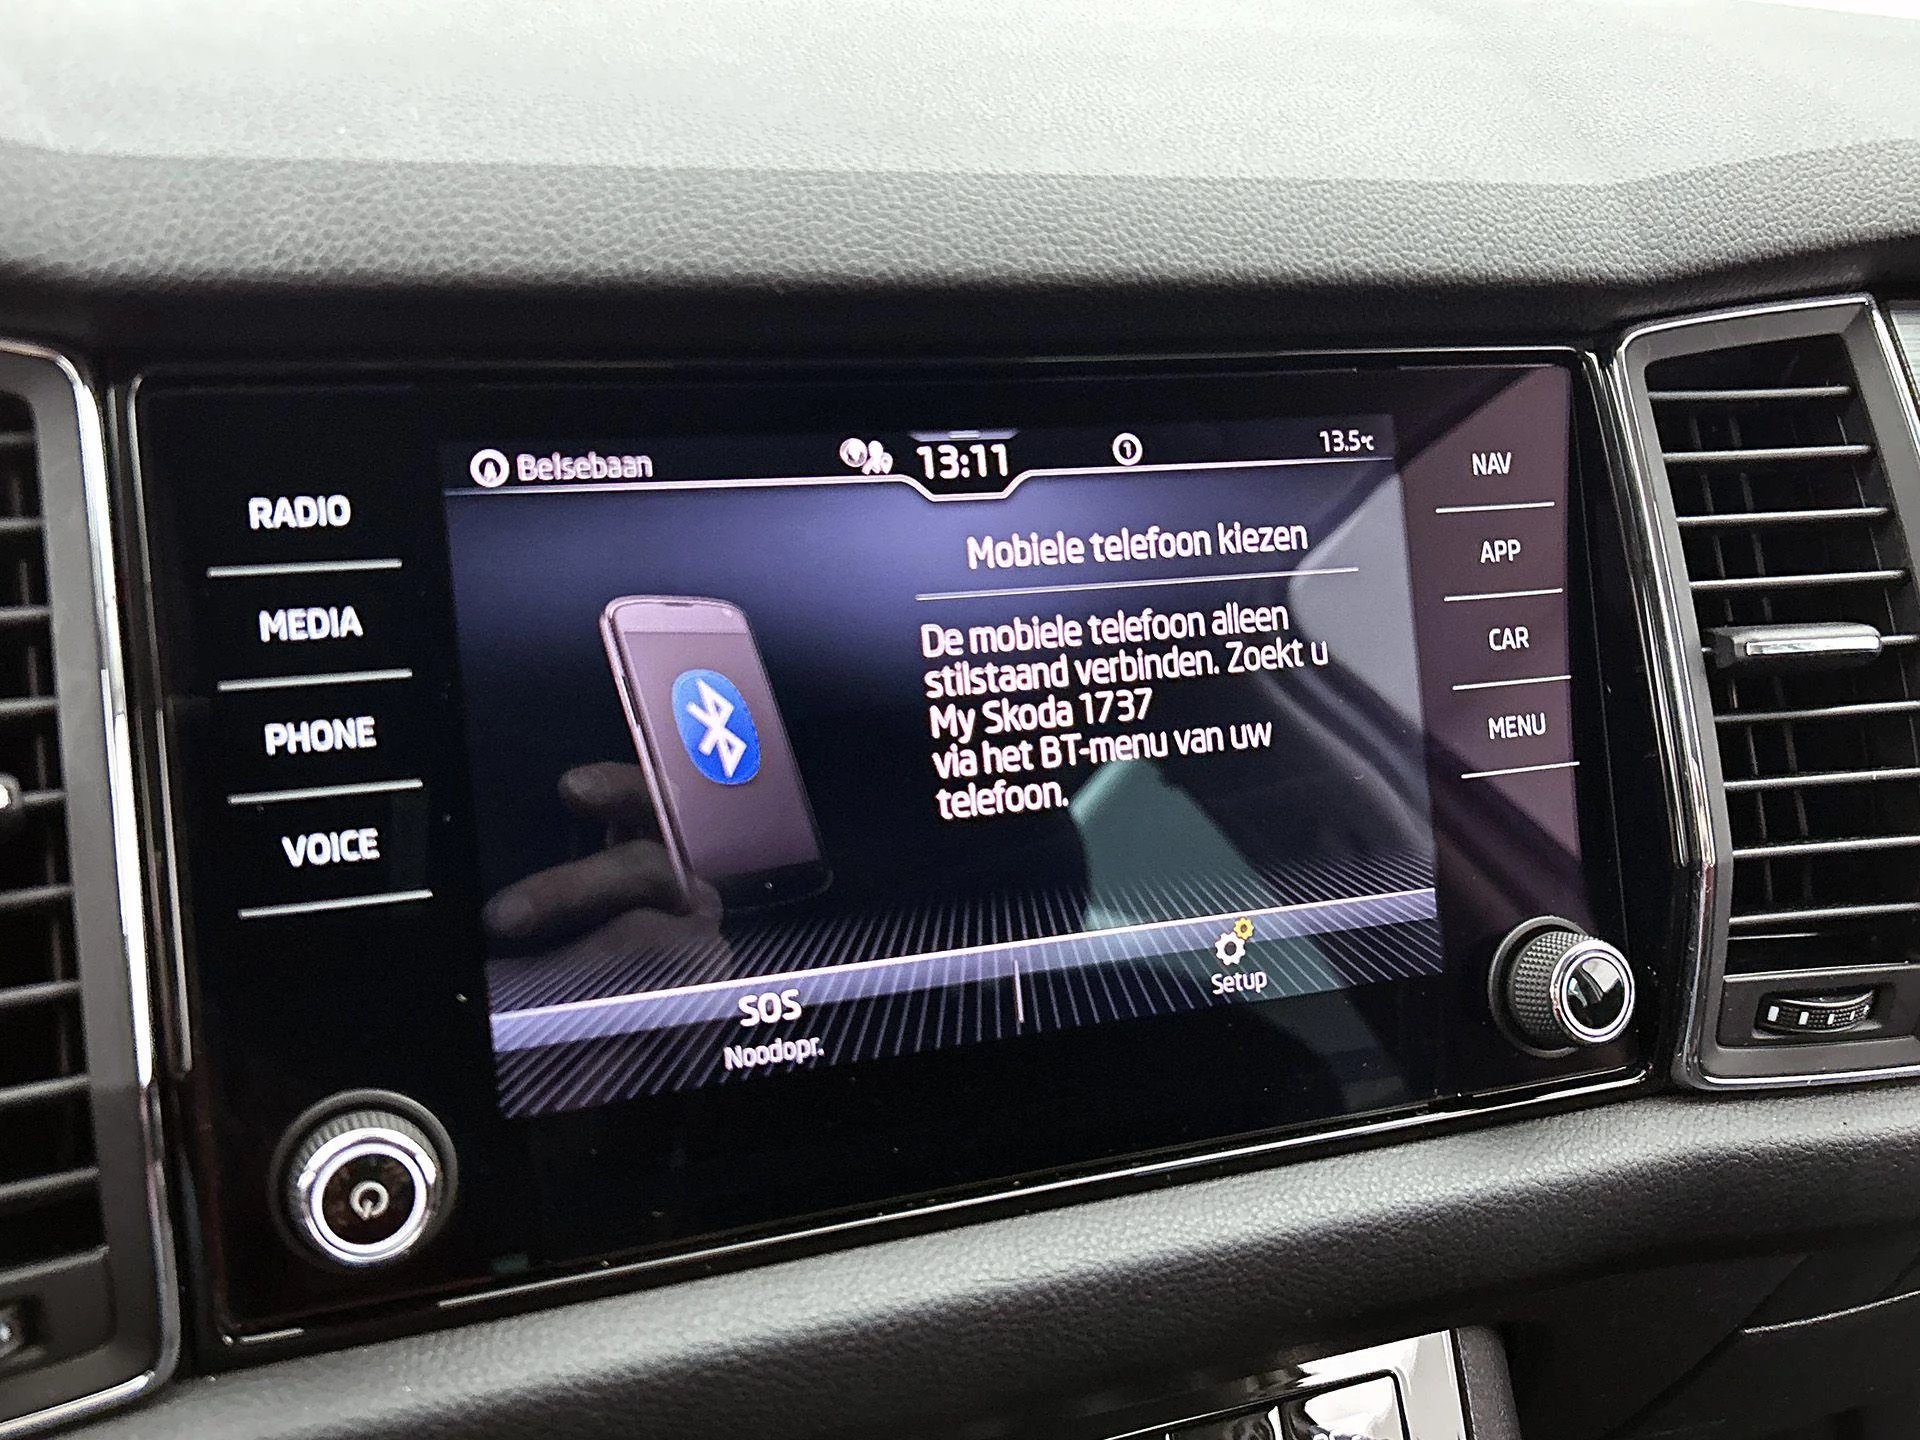 Belsebaan
13:11
1
13.5°C
RADIO
MEDIA
PHONE
VOICE
Mobiele telefoon kiezen
De mobiele telefoon alleen
stilstaand verbinden. Zoekt u
My Skoda 1737
via het BT-menu van uw
telefoon.
SOS
Noodopr.
Setup
NAV
APP
CAR
MENU